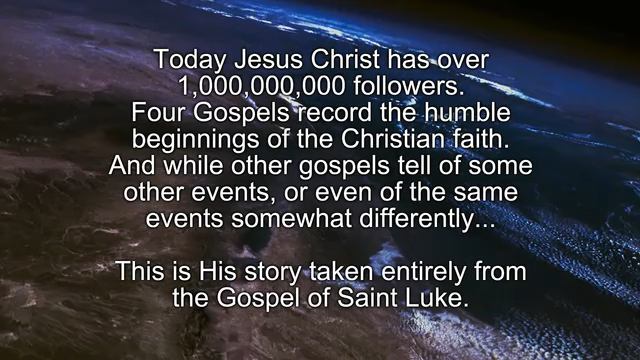 Today Jesus Christ has over
1,000,000,000 followers.
Four Gospels record the humble
beginnings of the Christian faith.
And while other gospels tell of some
other events, or even of the same
events somewhat differently...
This is His story taken entirely from
the Gospel of Saint Luke.